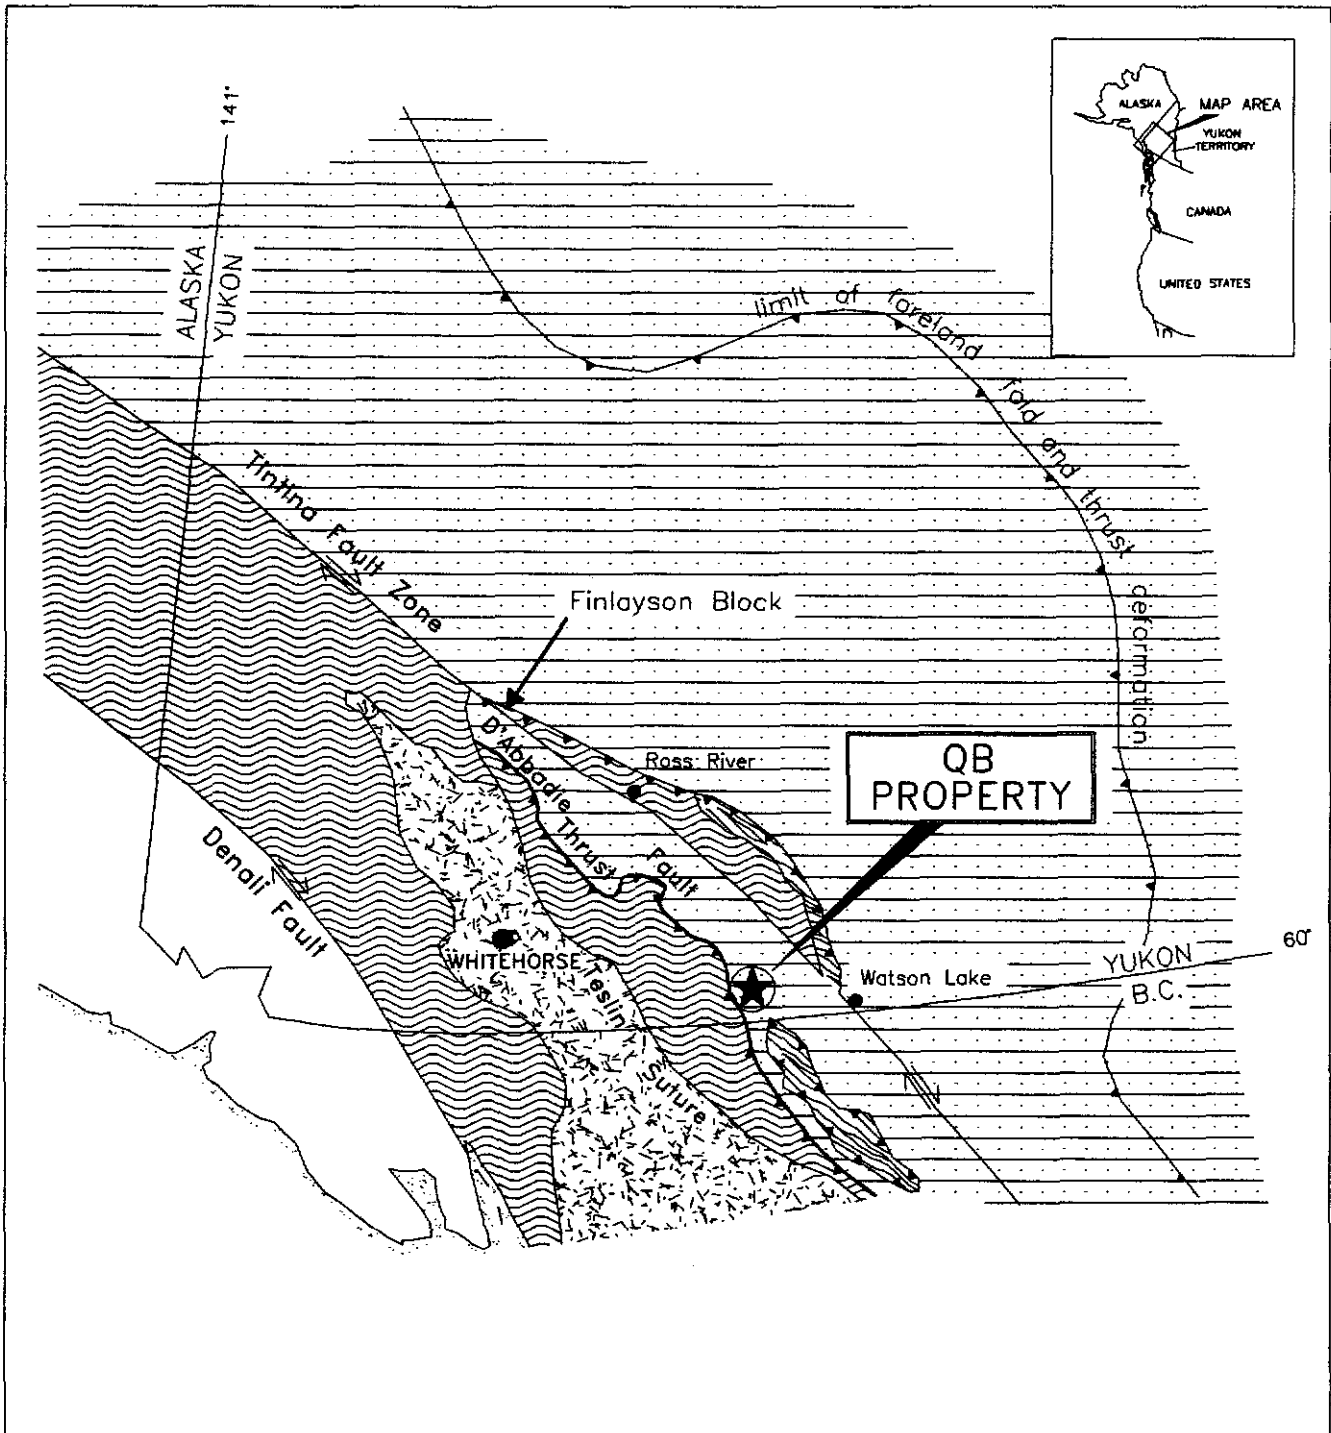 141°
ALASKA
MAP AREA
YUKON
TERRITORY
CANADA
UNITED STATES
ALASKA
YUKON
limit of foreland fold and thrust deformation
Tintina Fault Zone
Finlayson Block
D'Abbadie Thrust Fault
Ross River
QB
PROPERTY
Denali Fault
WHITEHORSE
Teslin Suture
Watson Lake
YUKON
B.C.
60°